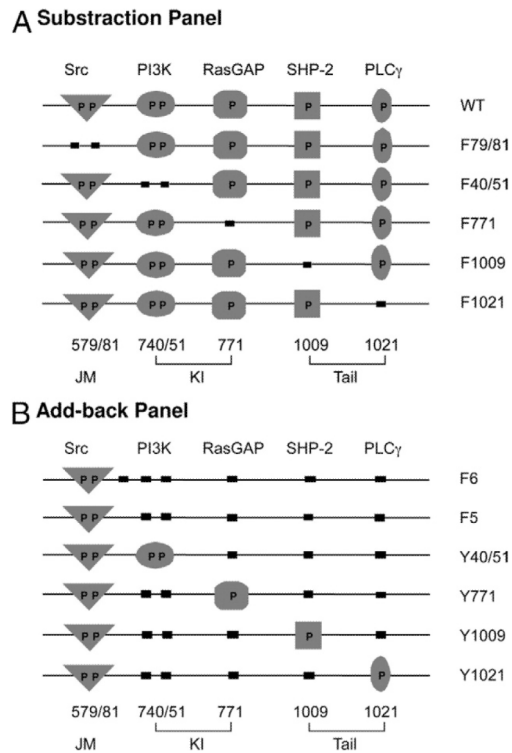 A Substraction Panel
Src PI3K RasGAP SHP-2 PLCγ
P P P P P P P WT
P P P P P F79/81
P P P P P F40/51
P P P P P P F771
P P P P P P F1009
P P P P P P F1021
579/81 740/51 771 1009 1021
JM KI Tail
B Add-back Panel
Src PI3K RasGAP SHP-2 PLCγ
P P F6
P P F5
P P P P Y40/51
P P P Y771
P P P Y1009
P P P Y1021
579/81 740/51 771 1009 1021
JM KI Tail